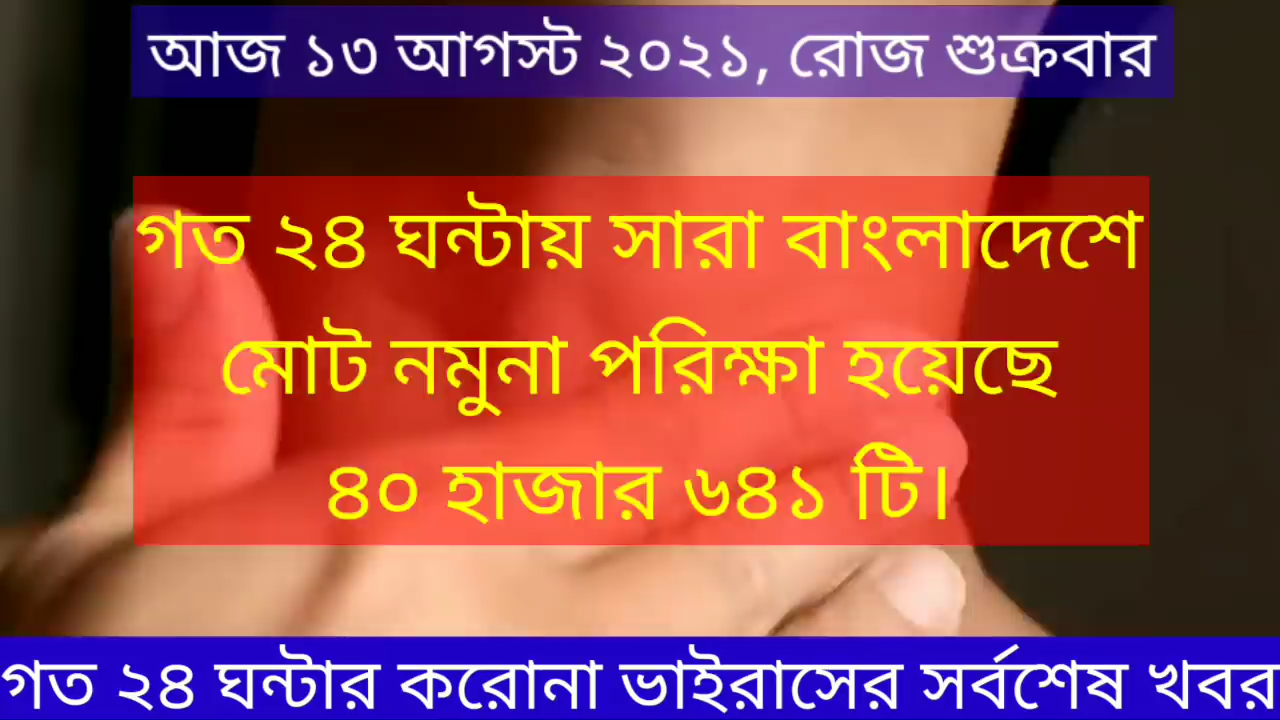 আজ ১৩ আগস্ট ২০২১, রোজ শুক্রবার
গত ২৪ ঘন্টায় সারা বাংলাদেশে
মোট নমুনা পরিক্ষা হয়েছে
৪০ হাজার ৬৪১ টি।
গত ২৪ ঘন্টার করোনা ভাইরাসের সর্বশেষ খবর